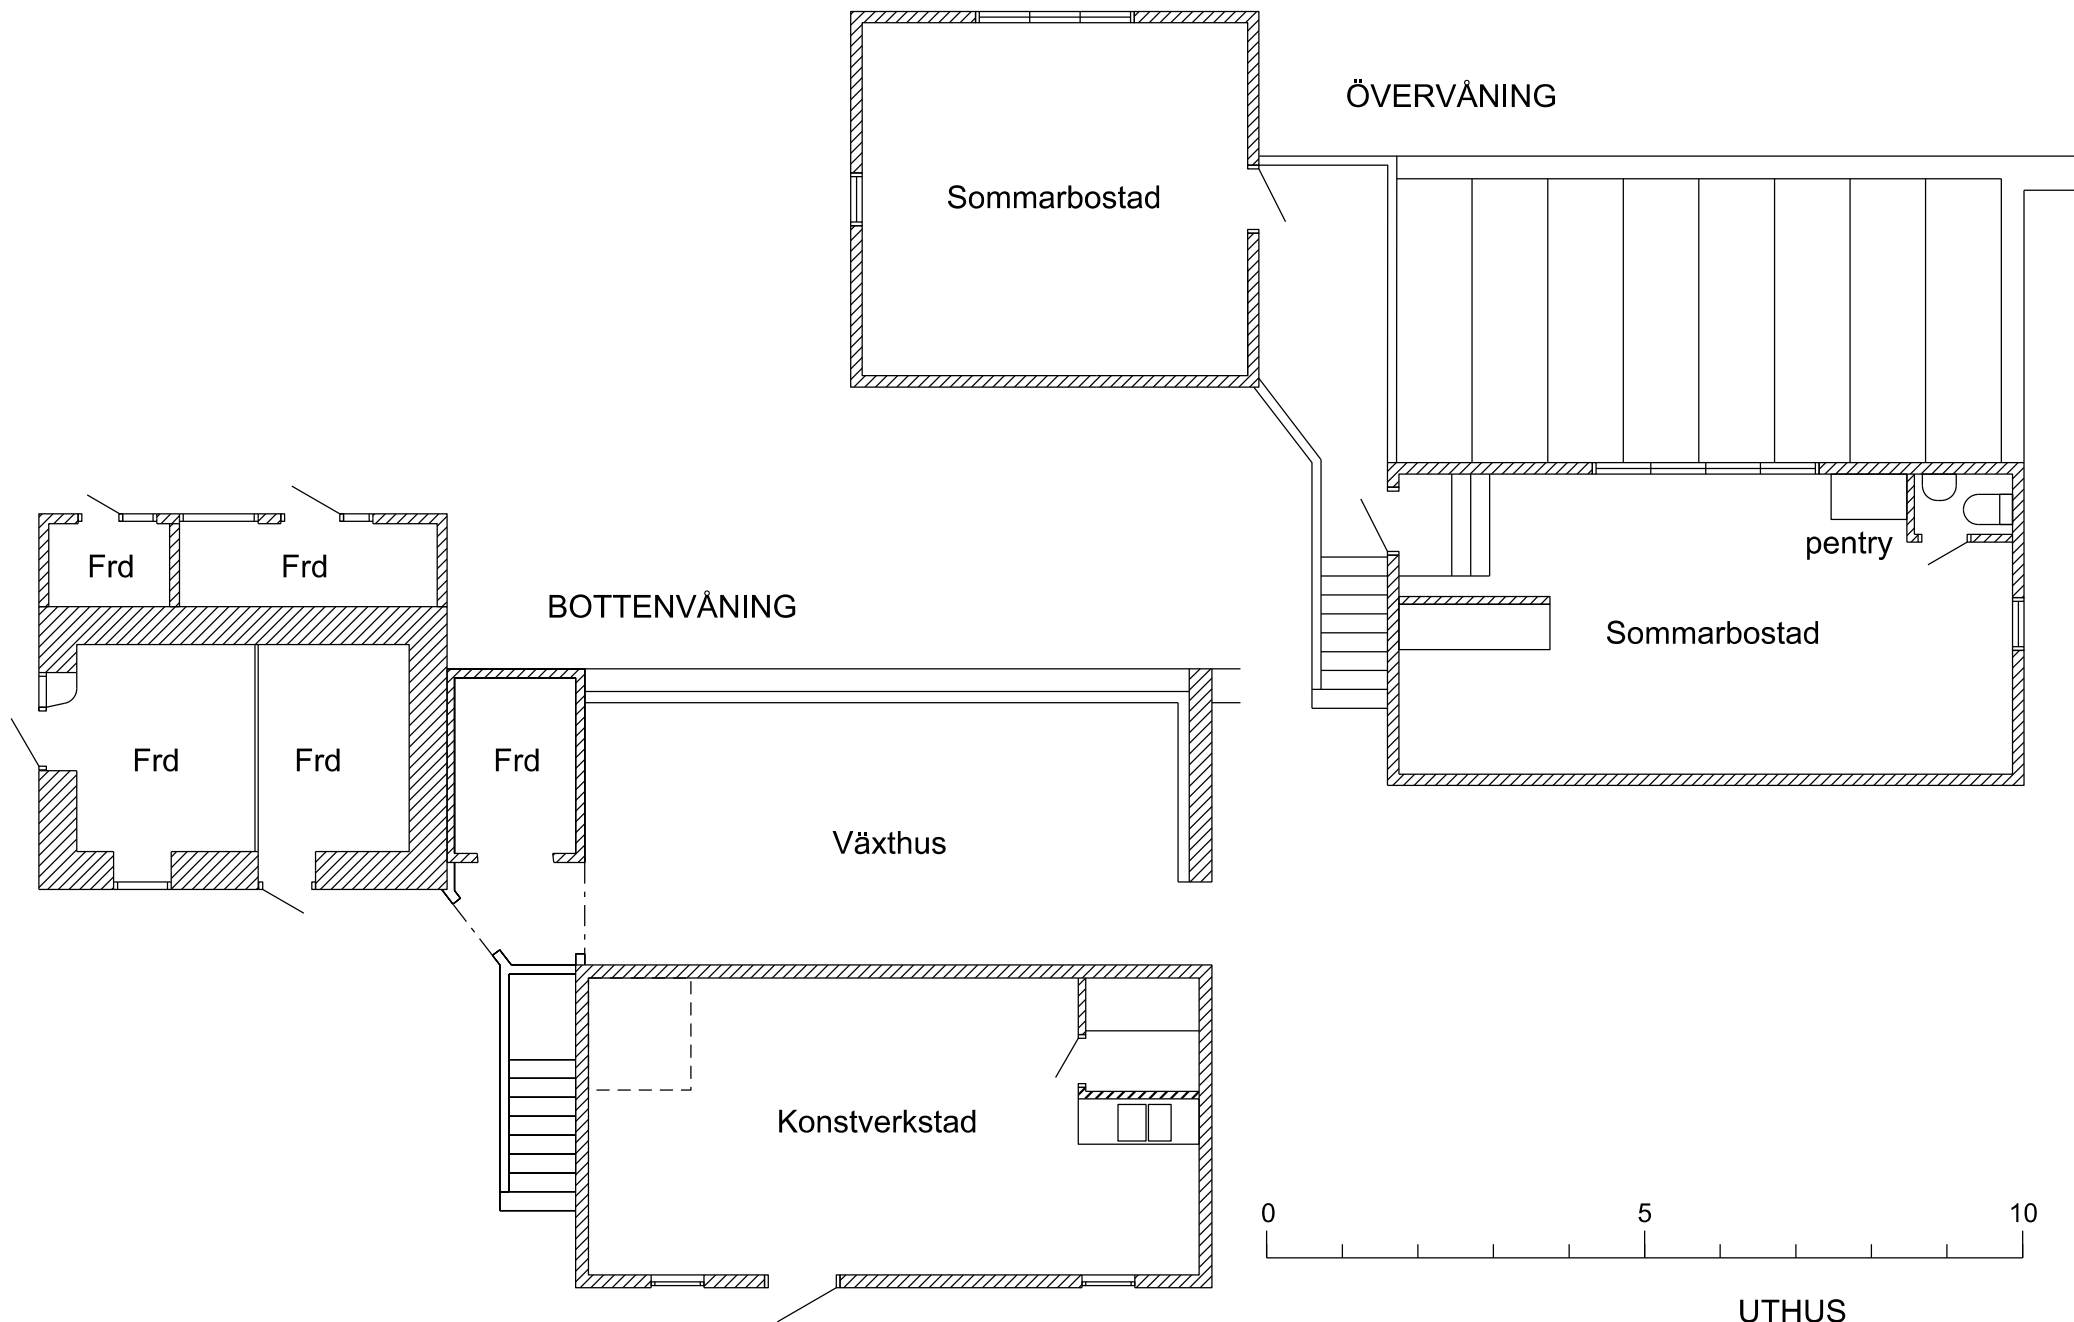 ÖVERVÅNING
Sommarbostad
pentry
Sommarbostad
BOTTENVÅNING
Frd
Frd
Frd
Frd
Frd
Växthus
Konstverkstad
0 5 10
UTHUS